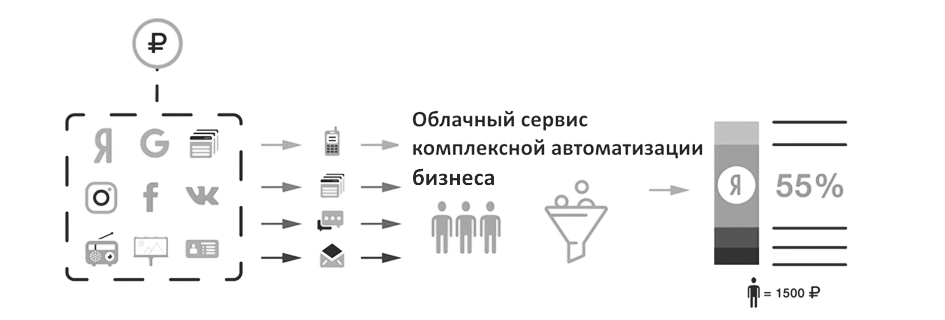 ₽
Я G
f
Облачный сервис
комплексной автоматизации
бизнеса
Я
55%
= 1500 ₽